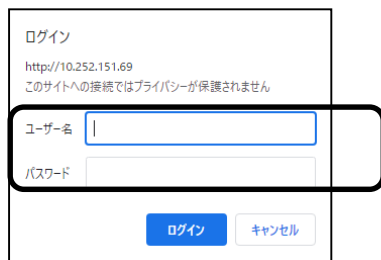 ログイン
http://10.252.151.69
このサイトへの接続ではプライバシーが保護されません
ユーザー名
パスワード
ログイン キャンセル